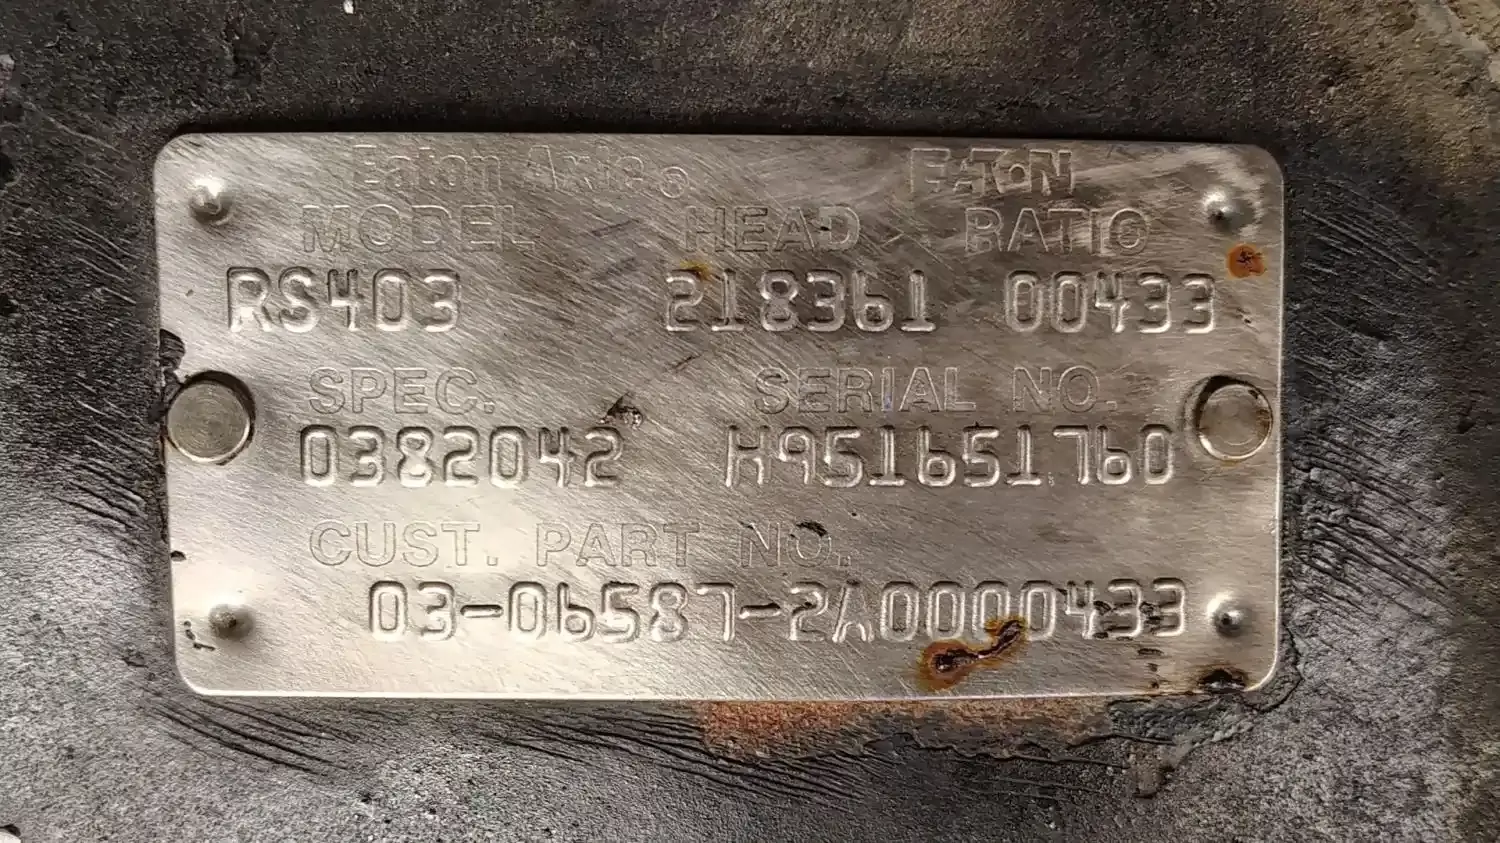 Eaton Axle® EATON
MODEL HEAD RATIO
RS403 218361 00433
SPEC. SERIAL NO.
0382042 H951651760
CUST. PART NO.
03-06587-2A0000433